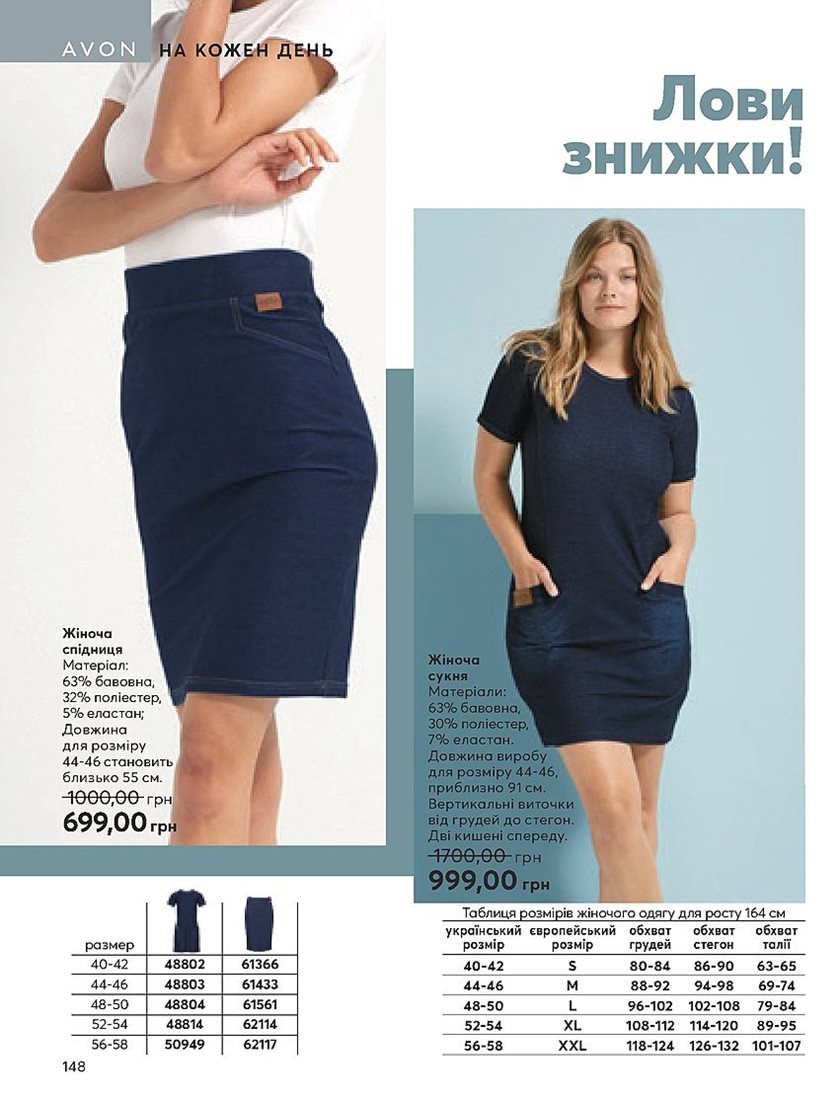 AVON НА КОЖЕН ДЕНЬ
Лови
знижки!
Жіноча
спідниця
Матеріал:
63% бавовна,
32% поліестер,
5% еластан;
Довжина
для розміру
44-46 становить
близько 55 см.
1000,00 грн
699,00 грн
Жіноча
сукня
Матеріали:
63% бавовна,
30% поліестер,
7% еластан.
Довжина виробу
для розміру 44-46,
приблизно 91 см.
Вертикальні виточки
від грудей до стегон.
Дві кишені спереду.
1700,00 грн
999,00 грн
размер
40-42 48802 61366
44-46 48803 61433
48-50 48804 61561
52-54 48814 62114
56-58 50949 62117
Таблиця розмірів жіночого одягу для росту 164 см
український європейський обхват обхват обхват
розмір розмір грудей стегон талії
40-42 S 80-84 86-90 63-65
44-46 M 88-92 94-98 69-74
48-50 L 96-102 102-108 79-84
52-54 XL 108-112 114-120 89-95
56-58 XXL 118-124 126-132 101-107
148